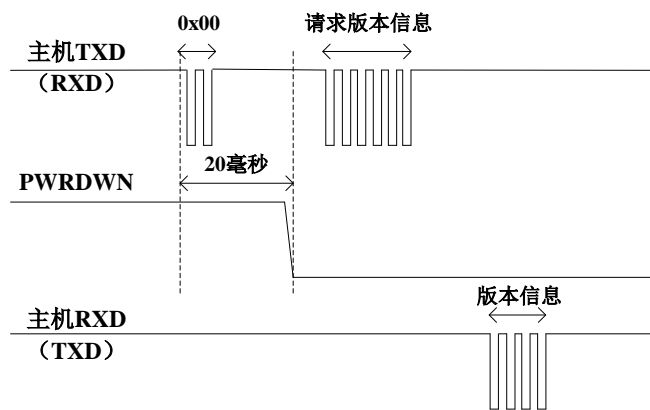 0x00
请求版本信息
主机TXD
（RXD）
20毫秒
PWRDWN
版本信息
主机RXD
（TXD）